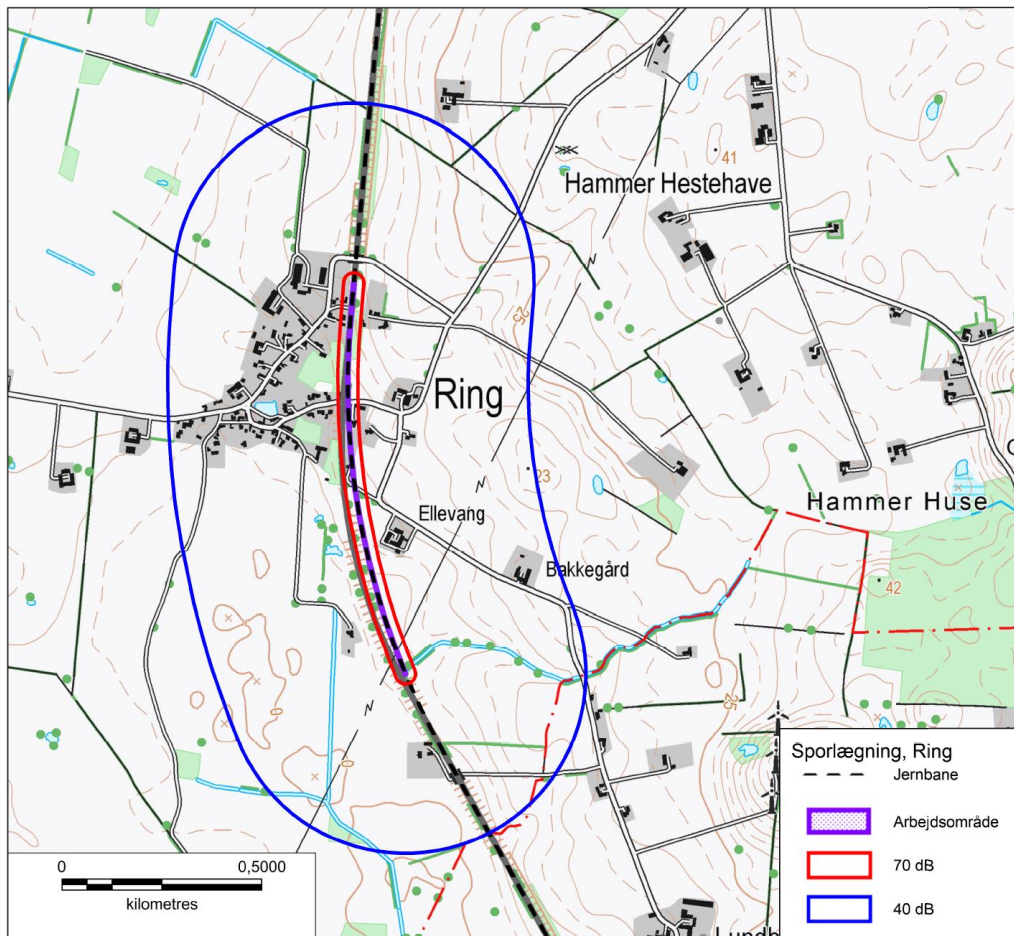 41
Hammer Hestehave
25
Ring
23
Hammer Huse
Ellevang
Bakkegård
42
0
25
0
Sporlægning, Ring
Jernbane
Arbejdsområde
70 dB
40 dB
0 0,5000
kilometres